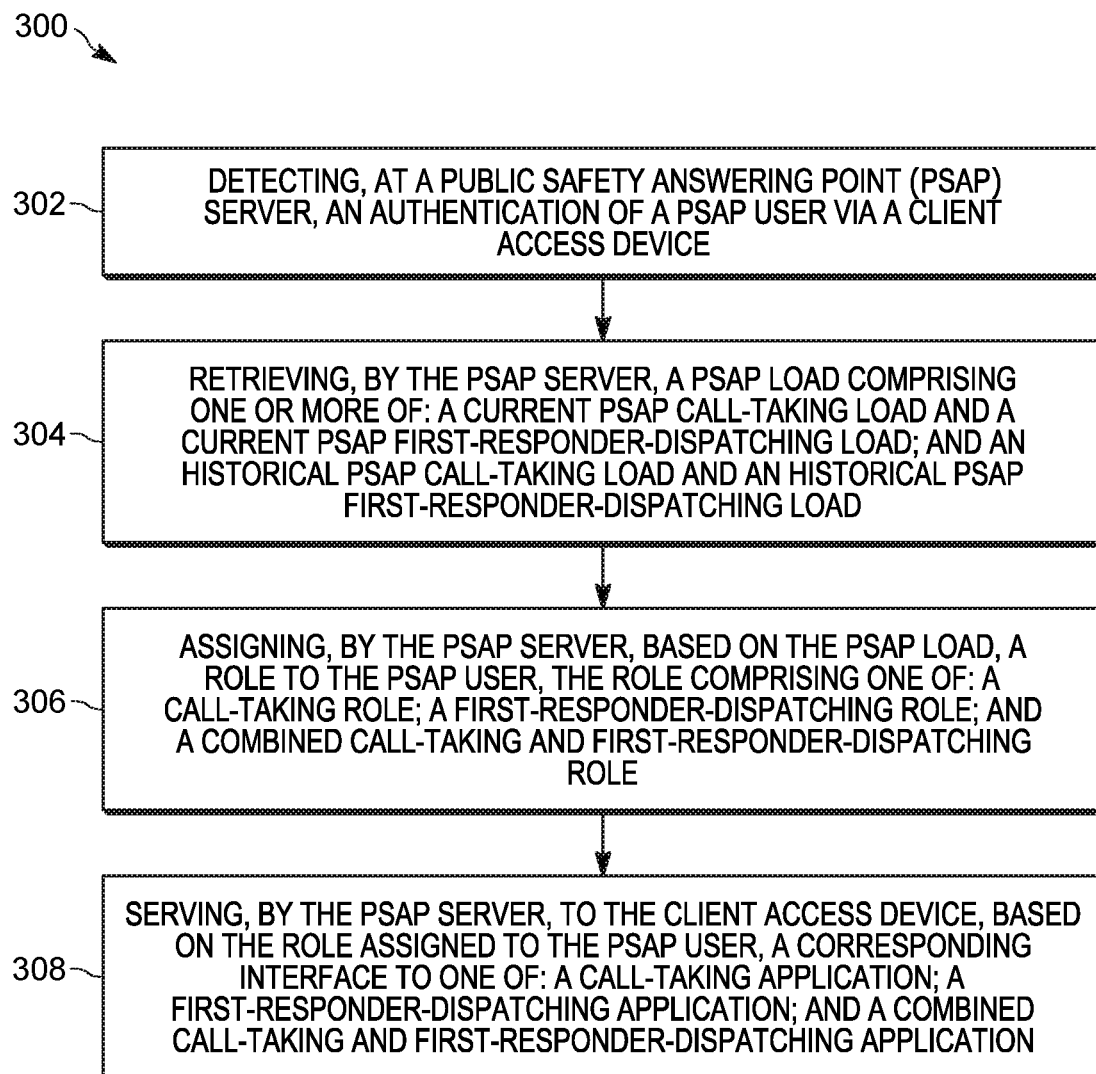 300
302
DETECTING, AT A PUBLIC SAFETY ANSWERING POINT (PSAP)
SERVER, AN AUTHENTICATION OF A PSAP USER VIA A CLIENT
ACCESS DEVICE
304
RETRIEVING, BY THE PSAP SERVER, A PSAP LOAD COMPRISING
ONE OR MORE OF: A CURRENT PSAP CALL-TAKING LOAD AND A
CURRENT PSAP FIRST-RESPONDER-DISPATCHING LOAD; AND AN
HISTORICAL PSAP CALL-TAKING LOAD AND AN HISTORICAL PSAP
FIRST-RESPONDER-DISPATCHING LOAD
306
ASSIGNING, BY THE PSAP SERVER, BASED ON THE PSAP LOAD, A
ROLE TO THE PSAP USER, THE ROLE COMPRISING ONE OF: A
CALL-TAKING ROLE; A FIRST-RESPONDER-DISPATCHING ROLE; AND
A COMBINED CALL-TAKING AND FIRST-RESPONDER-DISPATCHING
ROLE
308
SERVING, BY THE PSAP SERVER, TO THE CLIENT ACCESS DEVICE, BASED
ON THE ROLE ASSIGNED TO THE PSAP USER, A CORRESPONDING
INTERFACE TO ONE OF: A CALL-TAKING APPLICATION; A
FIRST-RESPONDER-DISPATCHING APPLICATION; AND A COMBINED
CALL-TAKING AND FIRST-RESPONDER-DISPATCHING APPLICATION